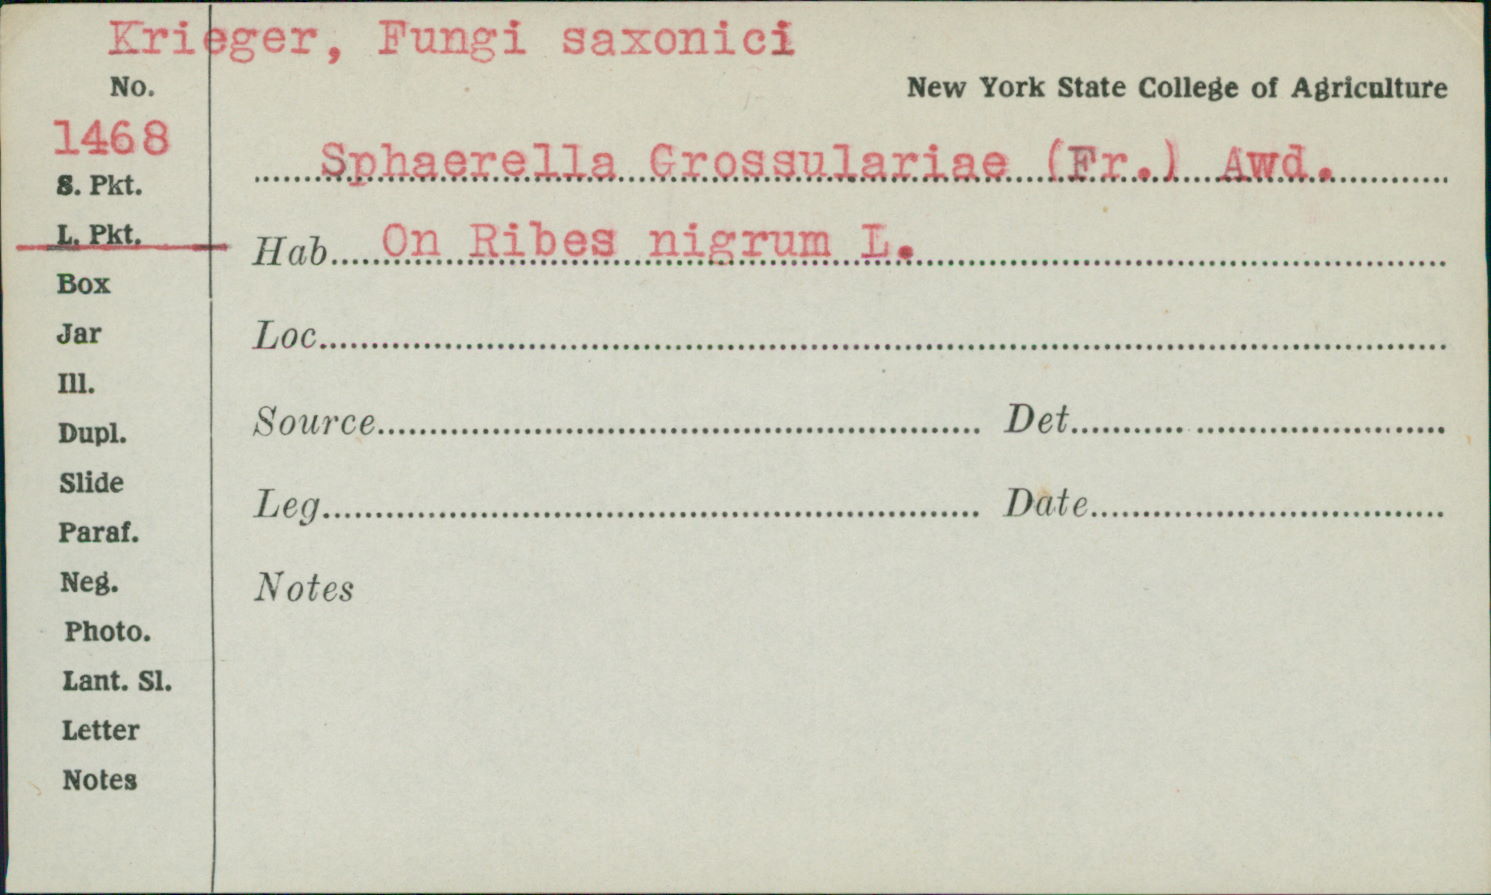 Krieger, Fungi saxonici
No.
New York State College of Agriculture
1468
Sphaerella Grossulariae (Fr.) Awd.
S. Pkt.
L. Pkt.
Hab. On Ribes nigrum L.
Box
Jar
Loc.
Ill.
Source
Det.
Dupl.
Slide
Leg.
Date
Paraf.
Neg.
Notes
Photo.
Lant. Sl.
Letter
Notes